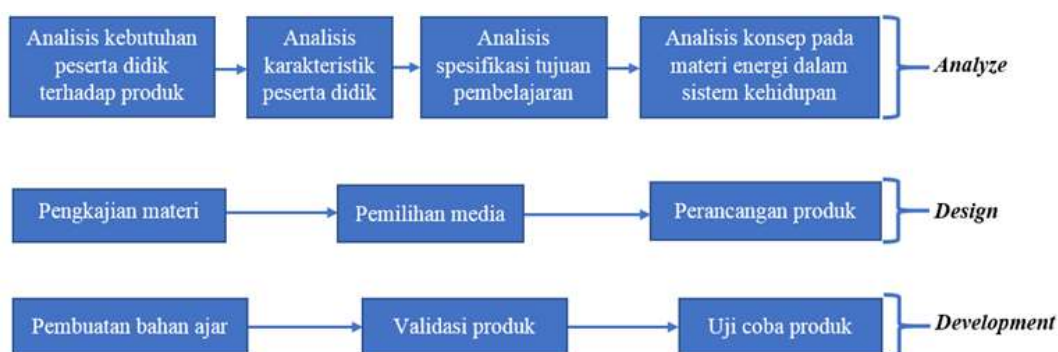 Analisis kebutuhan
peserta didik
terhadap produk
Analisis
karakteristik
peserta didik
Analisis
spesifikasi tujuan
pembelajaran
Analisis konsep pada
materi energi dalam
sistem kehidupan
Analyze
Pengkajian materi
Pemilihan media
Perancangan produk
Design
Pembuatan bahan ajar
Validasi produk
Uji coba produk
Development